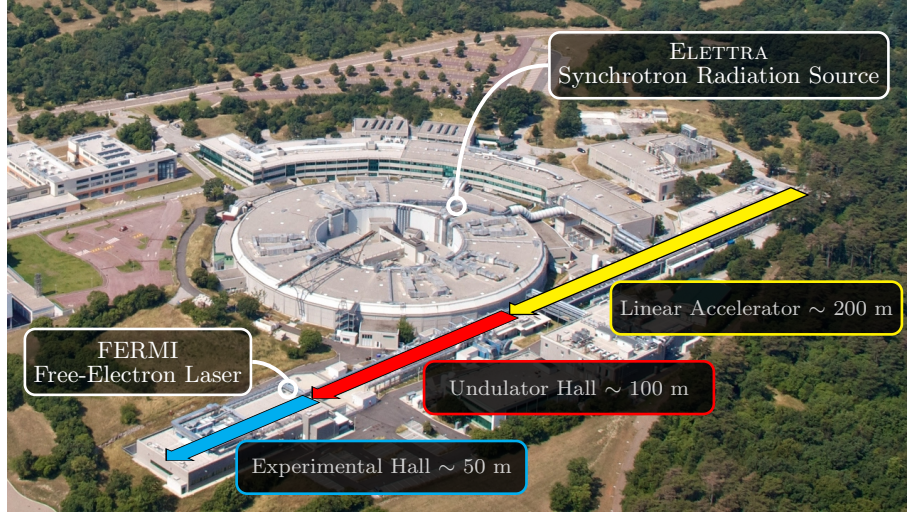 ELETTRA
Synchrotron Radiation Source
Linear Accelerator ~ 200 m
FERMI
Free-Electron Laser
Undulator Hall ~ 100 m
Experimental Hall ~ 50 m